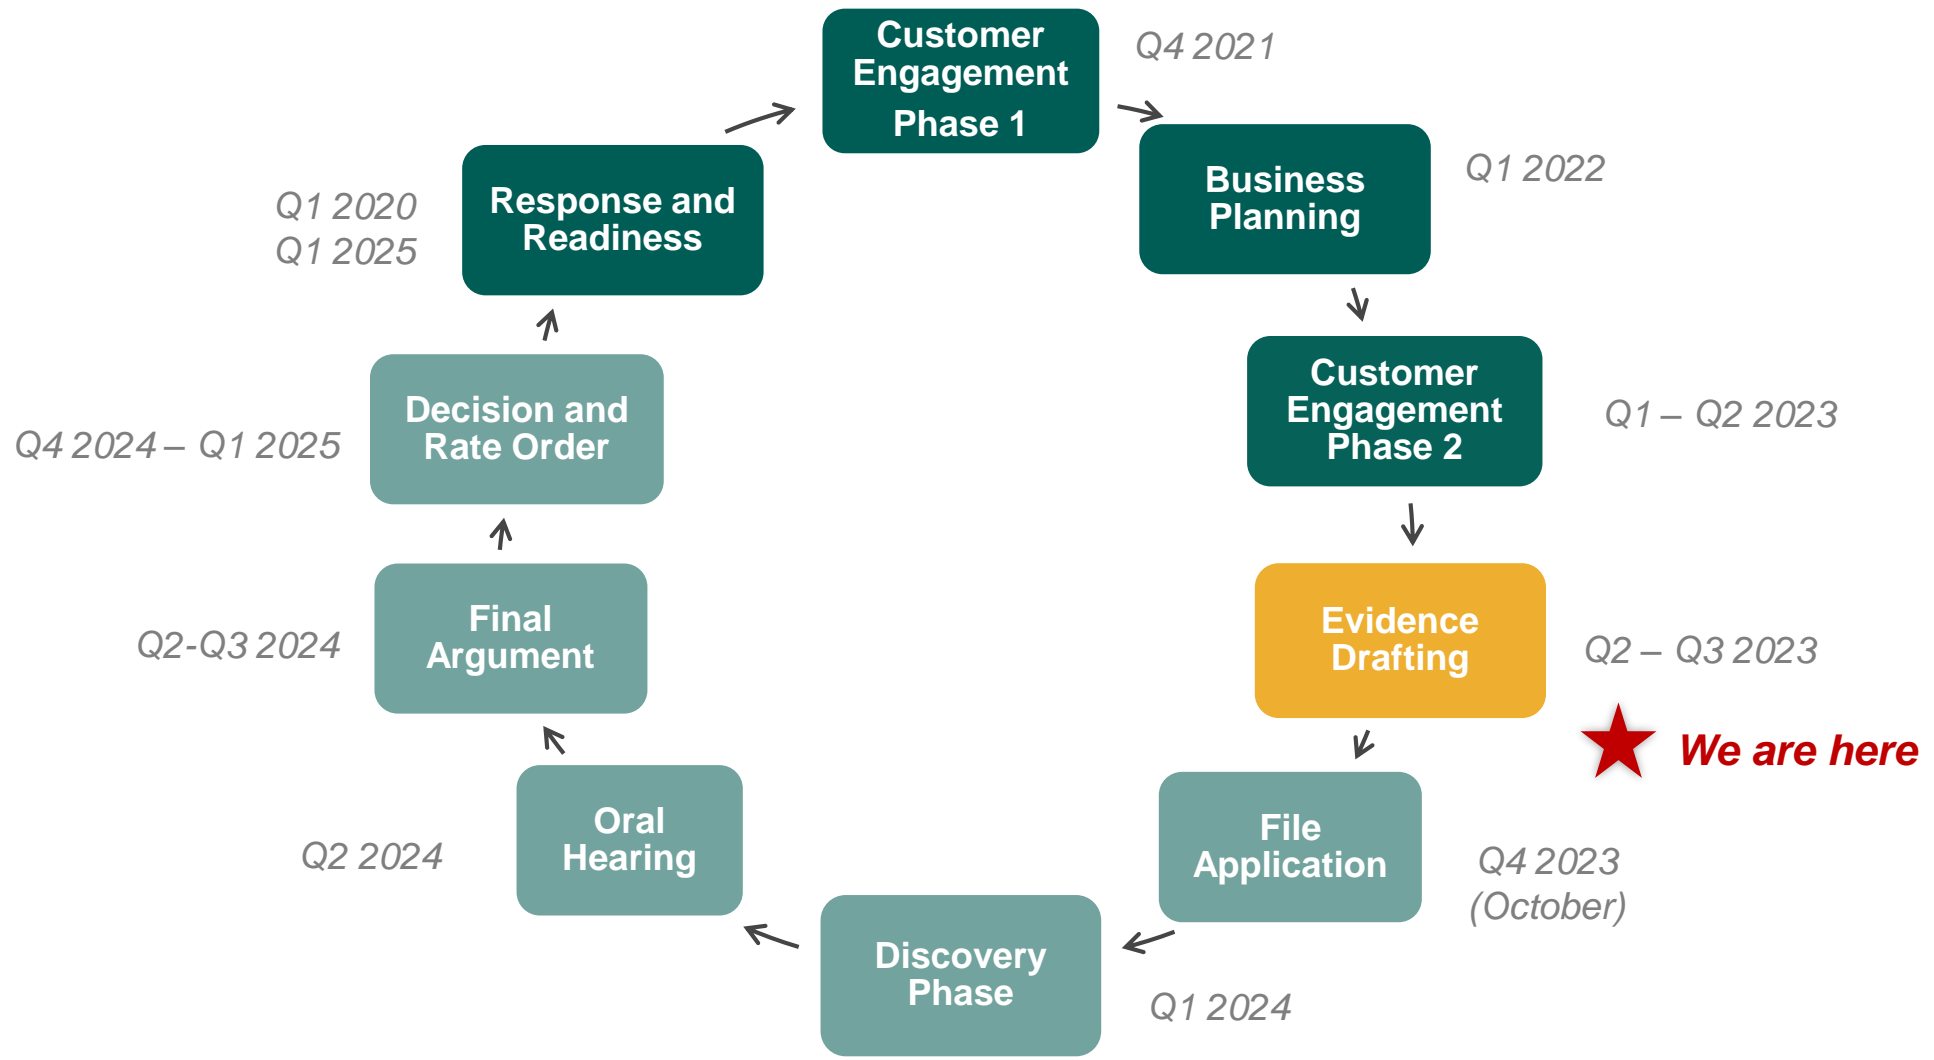 Customer
Engagement
Phase 1
Q4 2021
Business
Planning
Q1 2022
Customer
Engagement
Phase 2
Q1 – Q2 2023
Evidence
Drafting
Q2 – Q3 2023
We are here
File
Application
Q4 2023
(October)
Discovery
Phase
Q1 2024
Oral
Hearing
Q2 2024
Final
Argument
Q2-Q3 2024
Decision and
Rate Order
Q4 2024 – Q1 2025
Response and
Readiness
Q1 2020
Q1 2025